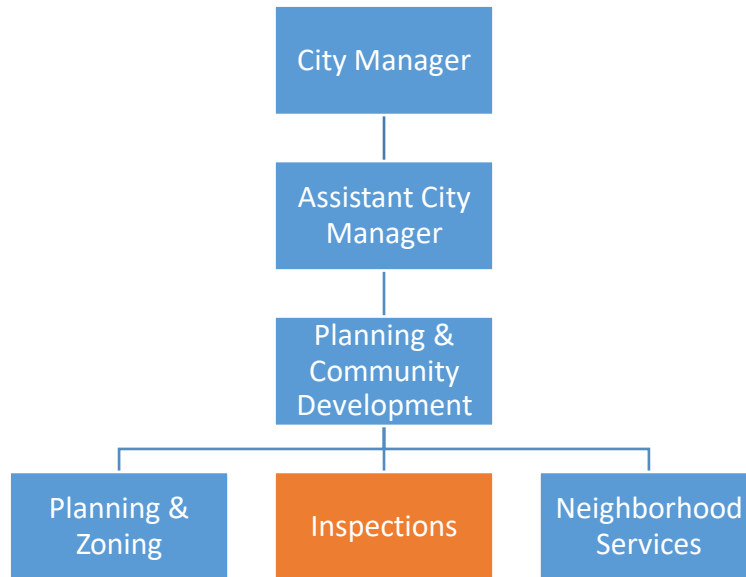 City Manager
Assistant City
Manager
Planning &
Community
Development
Planning &
Zoning
Inspections
Neighborhood
Services